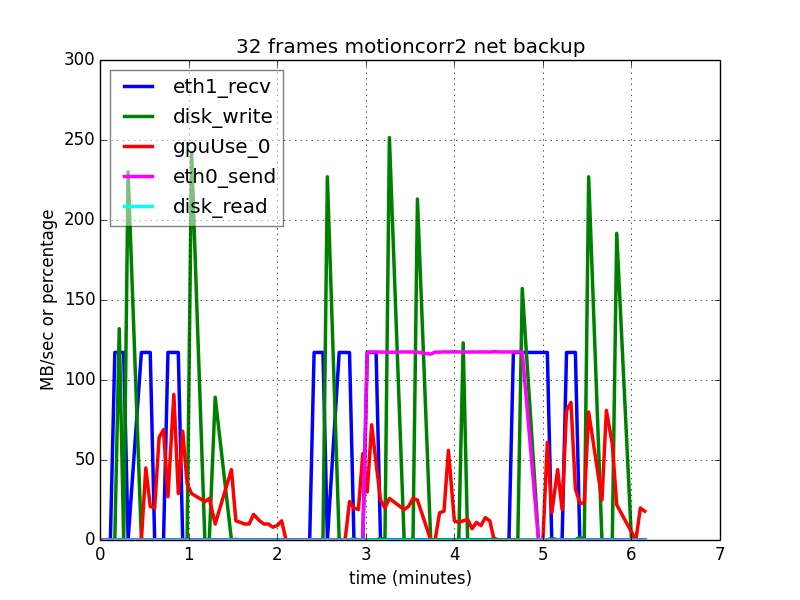 32 frames motioncorr2 net backup
300
250
200
150
100
50
0
MB/sec or percentage
eth1_recv
disk_write
gpuUse_0
eth0_send
disk_read
0 1 2 3 4 5 6 7
time (minutes)